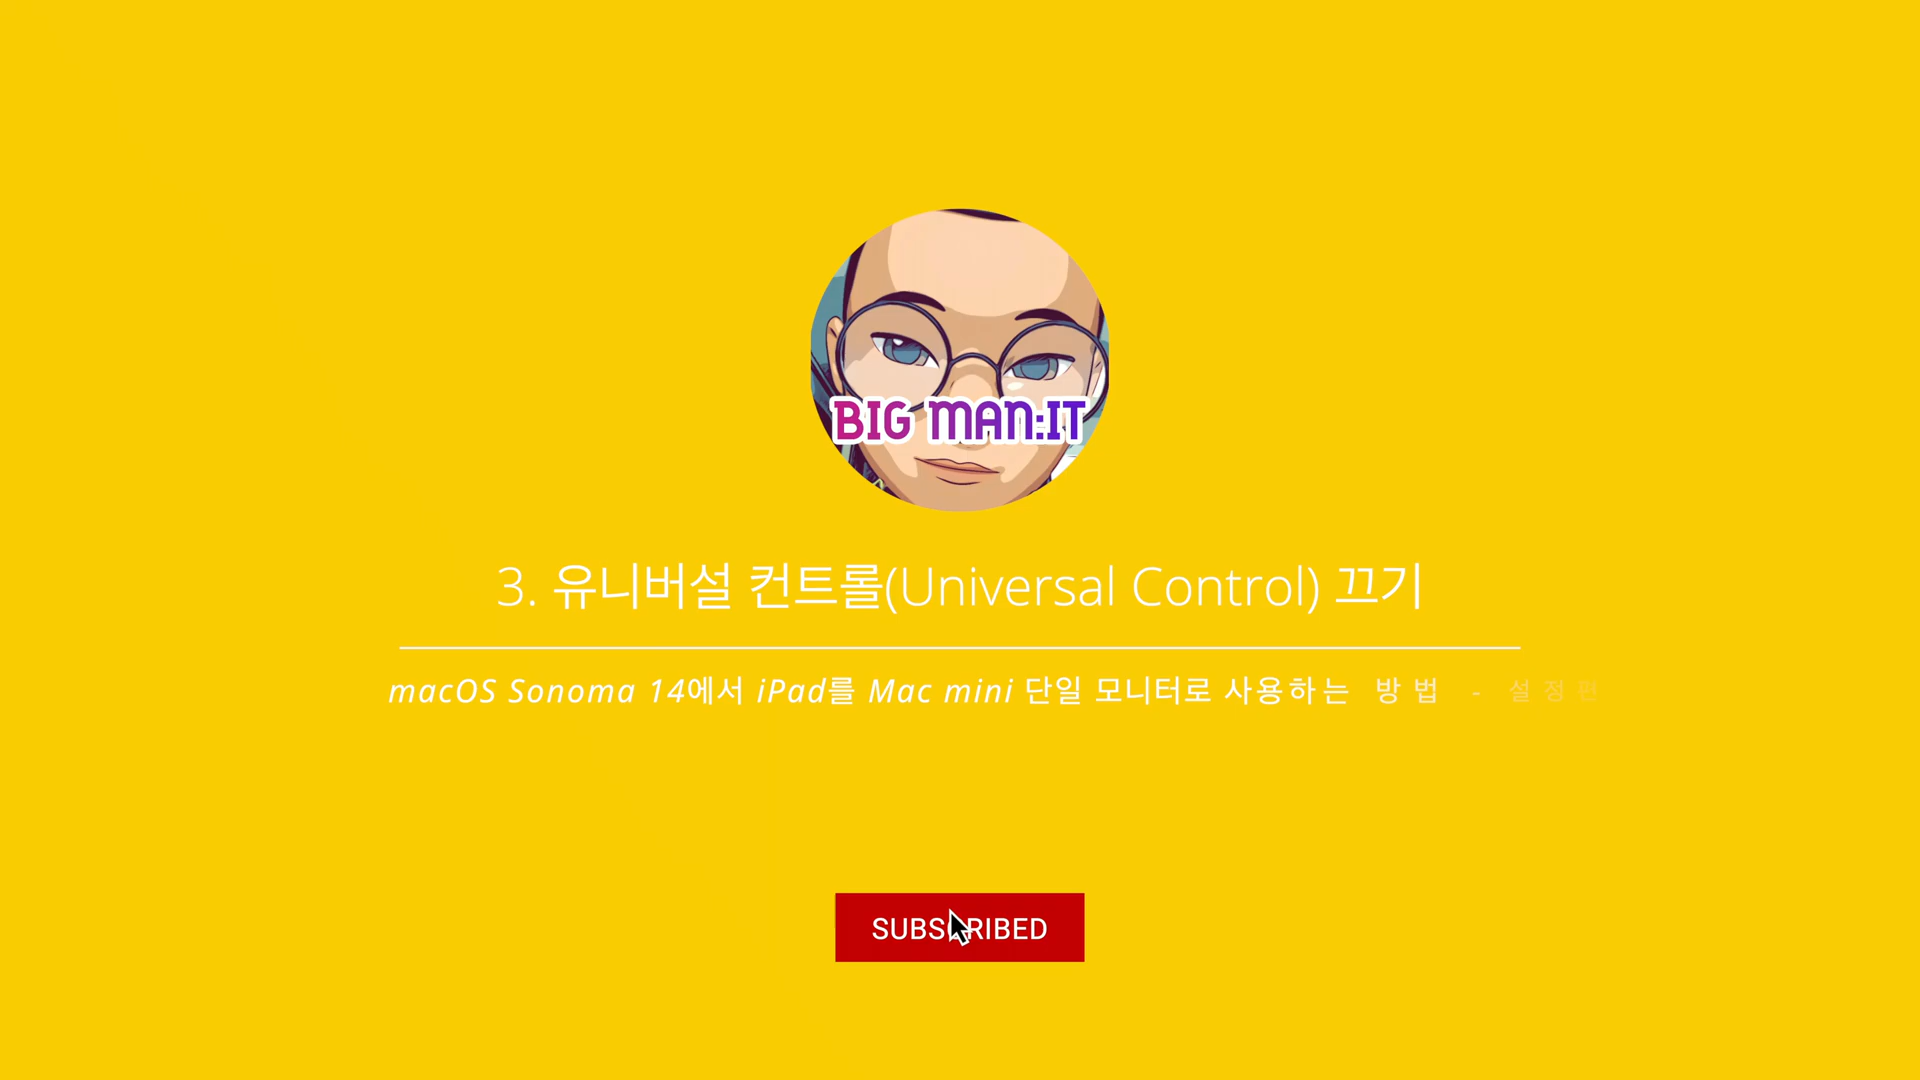 BIG MAN:IT
3. 유니버설 컨트롤(Universal Control) 끄기
macOS Sonoma 14에서 iPad를 Mac mini 단일 모니터로 사용하는 방법 - 설정편
SUBSCRIBED